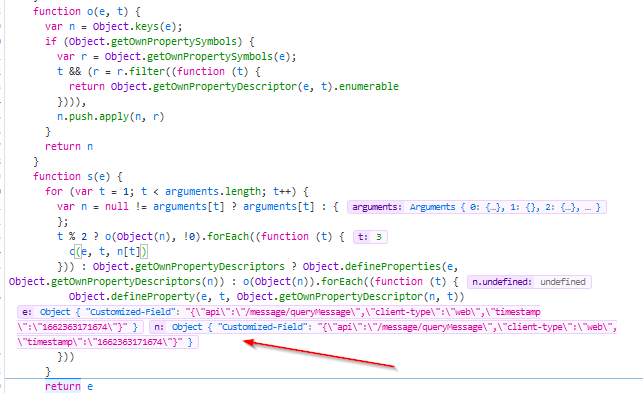 function o(e, t) {
var n = Object.keys(e);
if (Object.getOwnPropertySymbols) {
var r = Object.getOwnPropertySymbols(e);
t && (r = r.filter((function (t) {
return Object.getOwnPropertyDescriptor(e, t).enumerable
}))),
n.push.apply(n, r)
}
return n
}
function s(e) {
for (var t = 1; t < arguments.length; t++) {
var n = null != arguments[t] ? arguments[t] : { arguments: Arguments { 0: {…}, 1: {}, 2: {…}, … }
};
t % 2 ? o(Object(n), !0).forEach((function (t) { t: 3
c(e, t, n[t])
})) : Object.getOwnPropertyDescriptors ? Object.defineProperties(e,
Object.getOwnPropertyDescriptors(n)) : o(Object(n)).forEach((function (t) { n.undefined: undefined
Object.defineProperty(e, t, Object.getOwnPropertyDescriptor(n, t))
e: Object { "Customized-Field": "{\"api\":\"/message/queryMessage\",\"client-type\":\"web\",\"timestamp
\":\"1662363171674\"}" } n: Object { "Customized-Field": "{\"api\":\"/message/queryMessage\",\"client-type\":\"web\",
\"timestamp\":\"1662363171674\"}" }
}))
}
return e